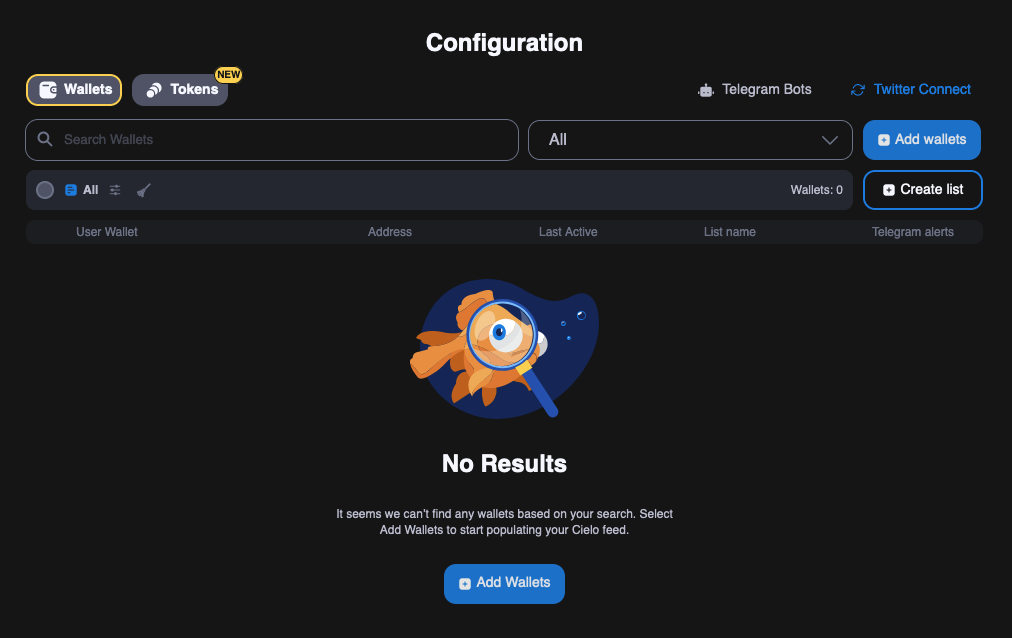 Configuration
Wallets
Tokens
NEW
Telegram Bots
Twitter Connect
Search Wallets
All
Add wallets
All
Wallets: 0
Create list
User Wallet
Address
Last Active
List name
Telegram alerts
No Results
It seems we can't find any wallets based on your search. Select
Add Wallets to start populating your Cielo feed.
Add Wallets